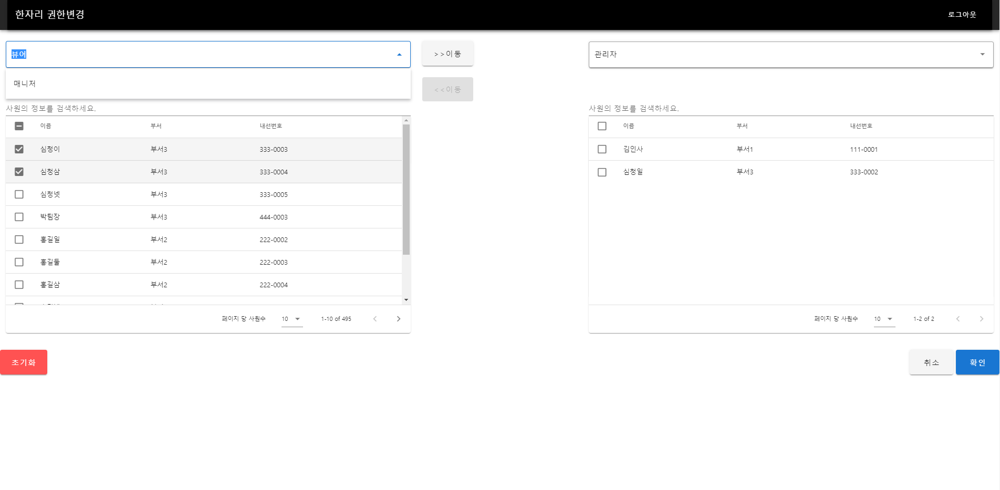 한자리 권한변경
로그아웃
뷰어
>>이동
관리자
매니저
<<이동
사원의 정보를 검색하세요.
사원의 정보를 검색하세요.
이름 부서 내선번호
심청이 부서3 333-0003
심청삼 부서3 333-0004
심청넷 부서3 333-0005
박팀장 부서3 444-0003
홍길일 부서2 222-0002
홍길둘 부서2 222-0003
홍길삼 부서2 222-0004
페이지 당 사원수 10 1-10 of 495
이름 부서 내선번호
김인사 부서1 111-0001
심청일 부서3 333-0002
페이지 당 사원수 10 1-2 of 2
초기화
취소
확인